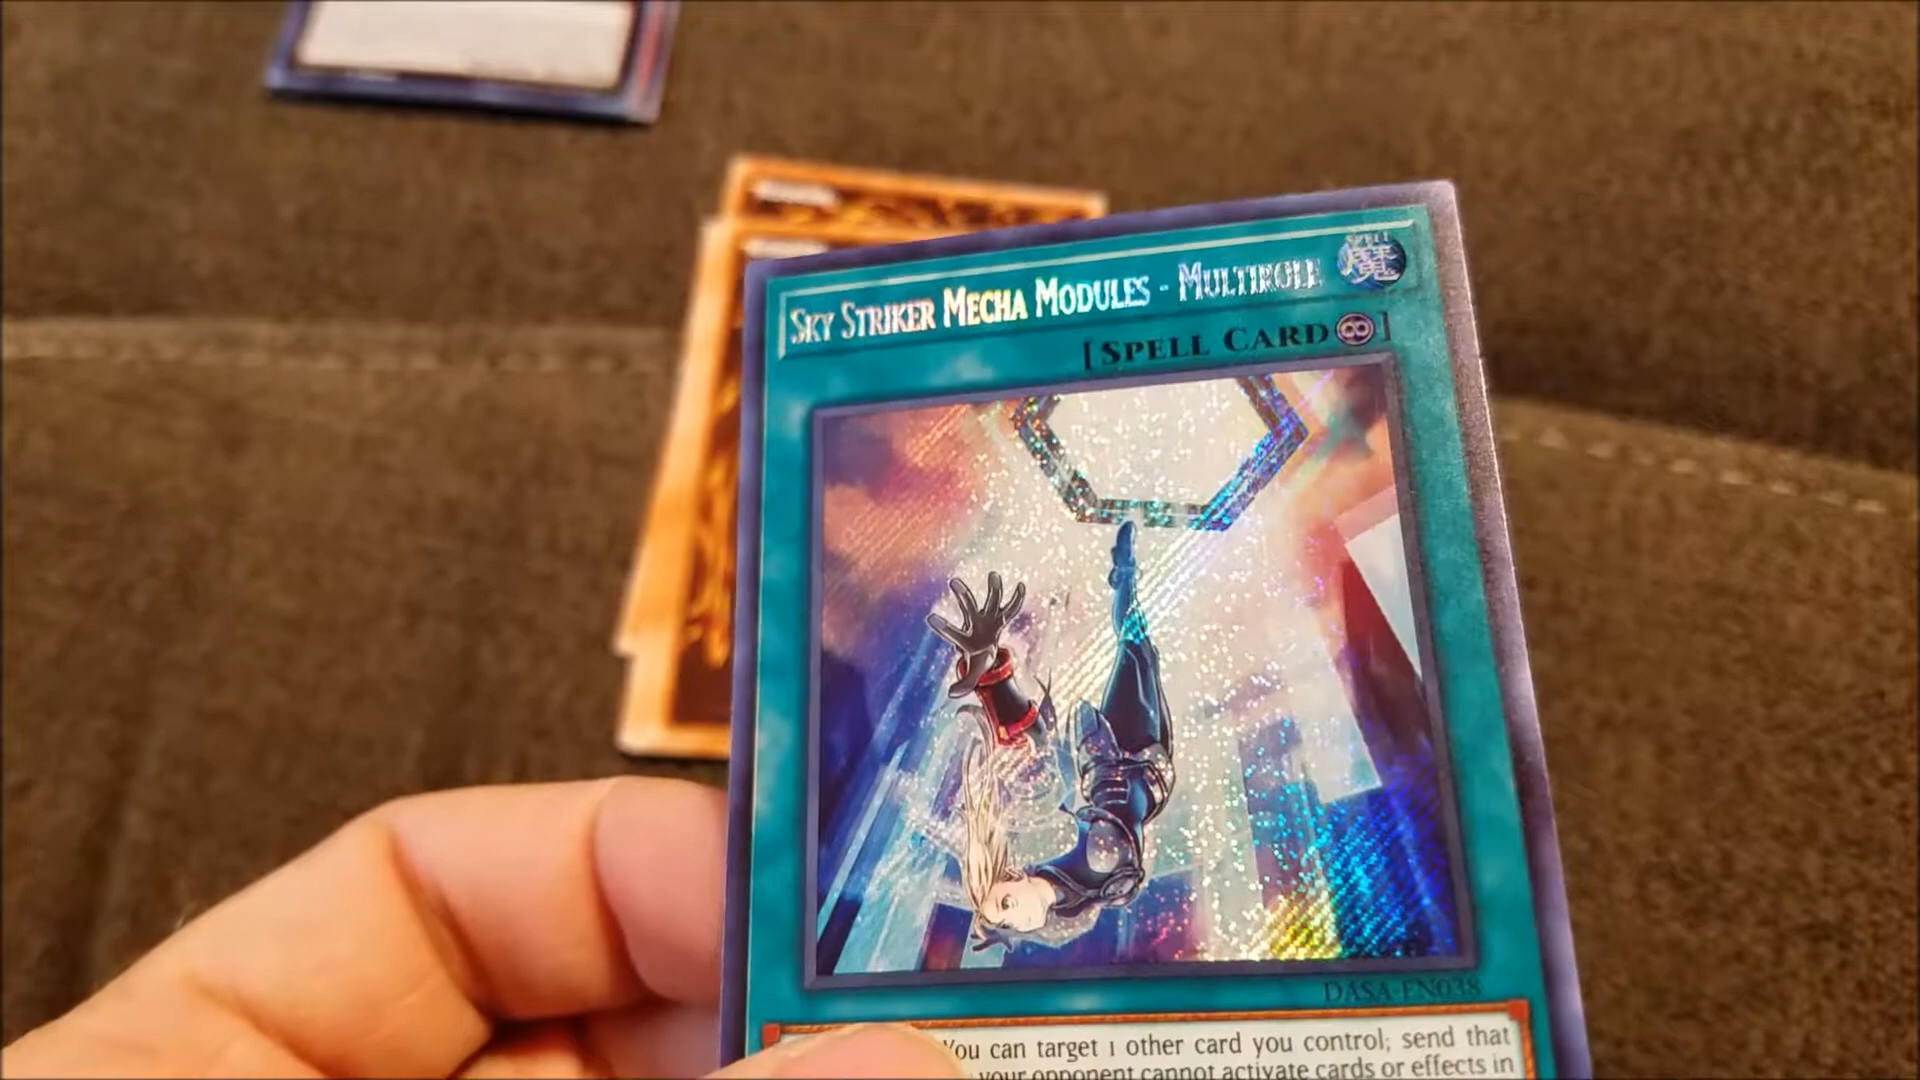 SPELL
魔
SKY STRIKER MECHA MODULES - MULTIROLE
[SPELL CARD♾]
DASA-EN038
You can target 1 other card you control; send that
your opponent cannot activate cards or effects in